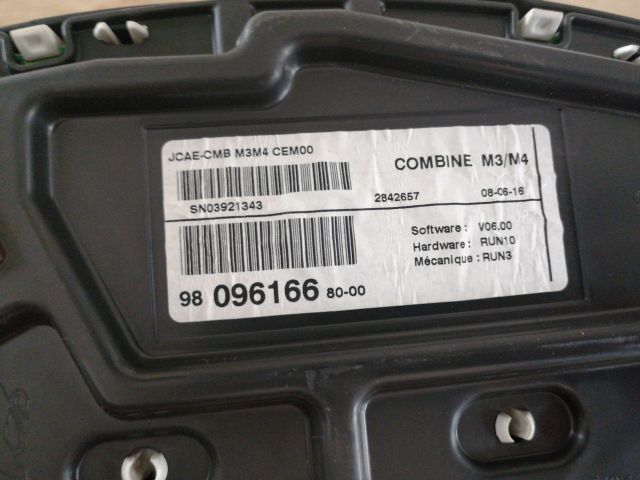 JCAE-CMB M3M4 CEM00
COMBINE M3/M4
SN03921343
2842657
08-06-16
Software : V06.00
Hardware : RUN10
Mécanique : RUN3
98 096166 80-00